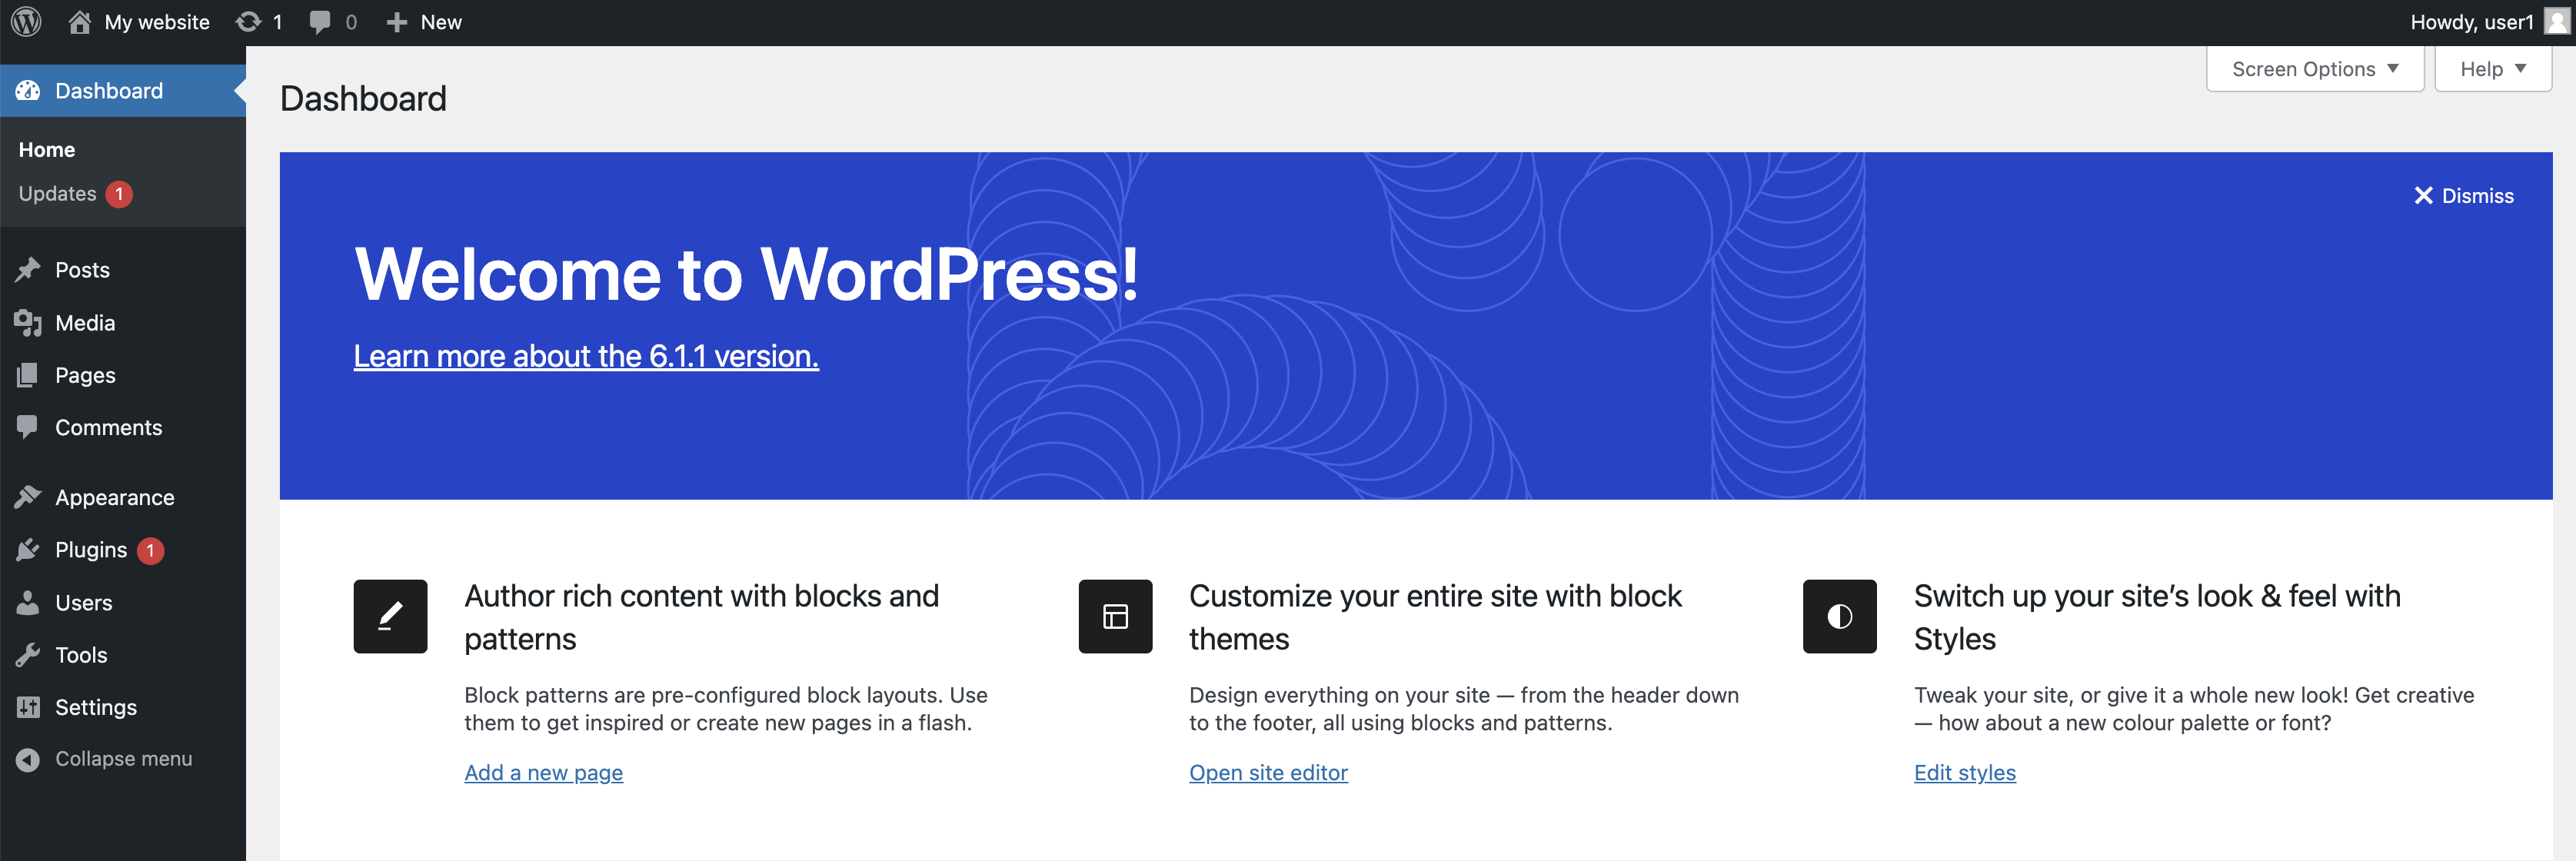 My website 1 0 New Howdy, user1
Dashboard
Home
Updates 1
Posts
Media
Pages
Comments
Appearance
Plugins 1
Users
Tools
Settings
Collapse menu
Screen Options Help
Dashboard
Dismiss
Welcome to WordPress!
Learn more about the 6.1.1 version.
Author rich content with blocks and
patterns
Block patterns are pre-configured block layouts. Use
them to get inspired or create new pages in a flash.
Add a new page
Customize your entire site with block
themes
Design everything on your site — from the header down
to the footer, all using blocks and patterns.
Open site editor
Switch up your site’s look & feel with
Styles
Tweak your site, or give it a whole new look! Get creative
— how about a new colour palette or font?
Edit styles